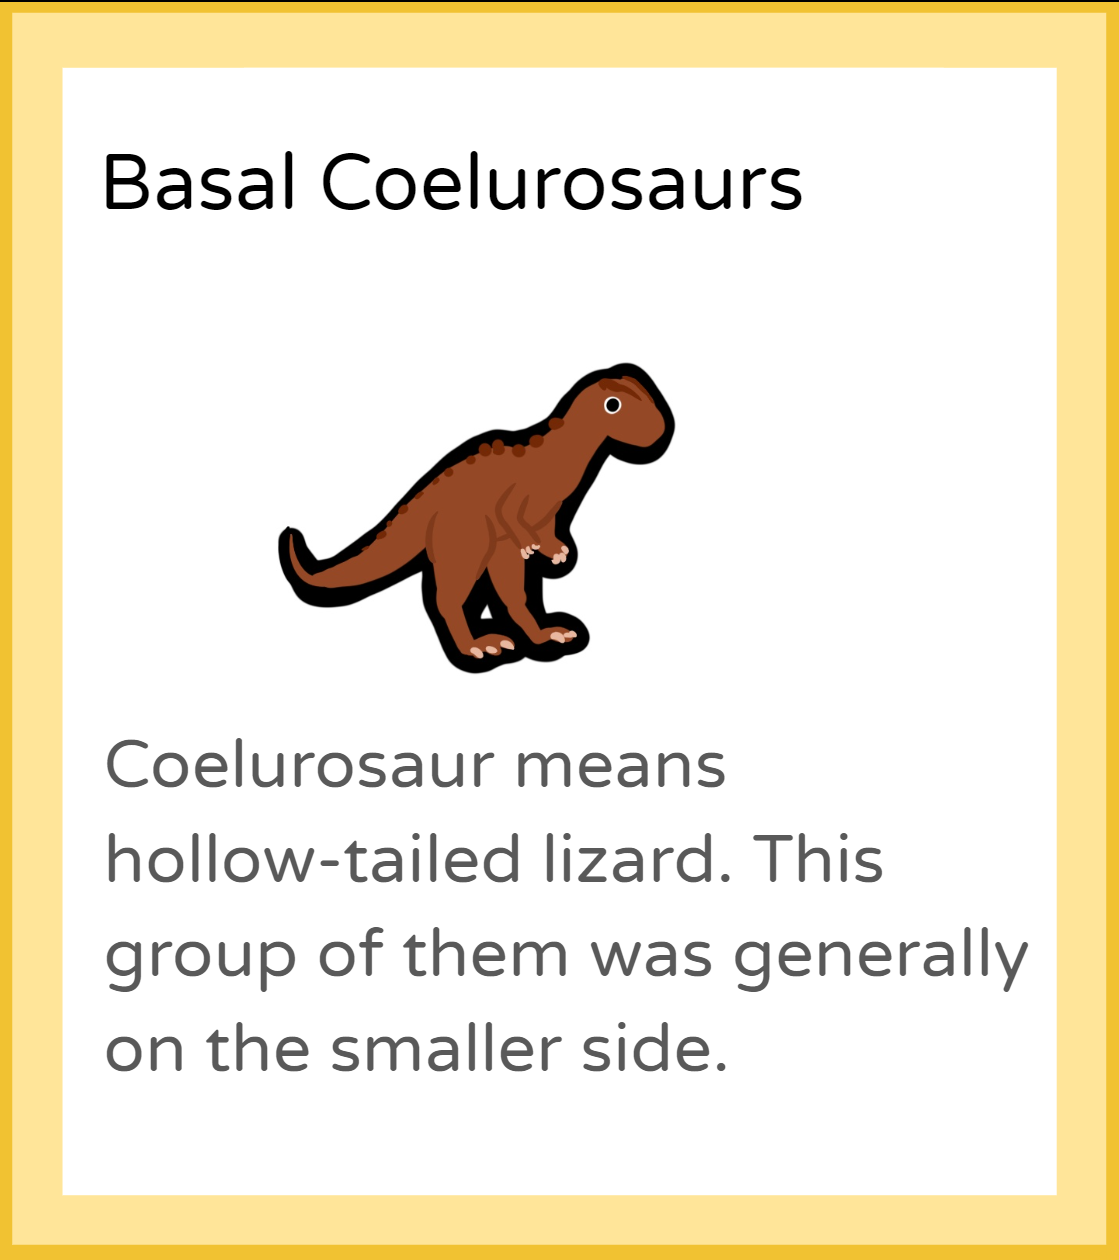 Basal Coelurosaurs
Coelurosaur means
hollow-tailed lizard. This
group of them was generally
on the smaller side.